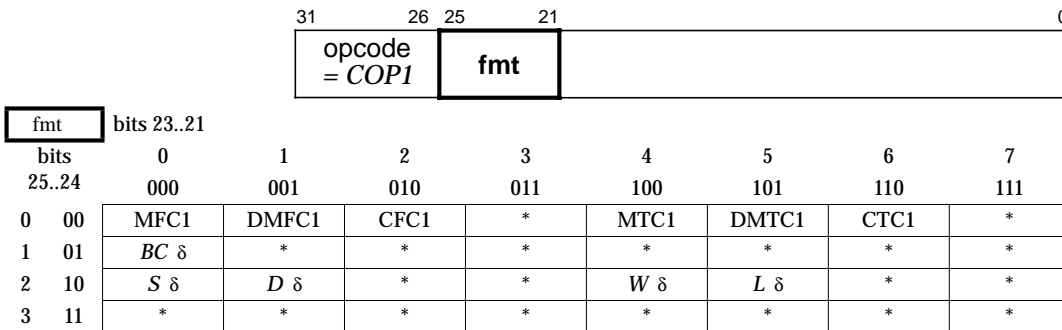 31 26 25 21 0
opcode fmt
= COP1
fmt bits 23..21
bits 0 1 2 3 4 5 6 7
25..24 000 001 010 011 100 101 110 111
0 00 MFC1 DMFC1 CFC1 * MTC1 DMTC1 CTC1 *
1 01 BC δ * * * * * * *
2 10 S δ D δ * * W δ L δ * *
3 11 * * * * * * * *